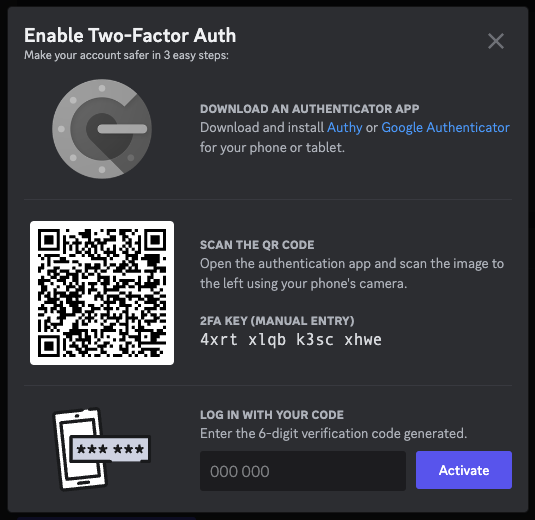 Enable Two-Factor Auth
Make your account safer in 3 easy steps:
DOWNLOAD AN AUTHENTICATOR APP
Download and install Authy or Google Authenticator
for your phone or tablet.
SCAN THE QR CODE
Open the authentication app and scan the image to
the left using your phone's camera.
2FA KEY (MANUAL ENTRY)
4xrt xlqb k3sc xhwe
LOG IN WITH YOUR CODE
Enter the 6-digit verification code generated.
*** ***
000 000
Activate